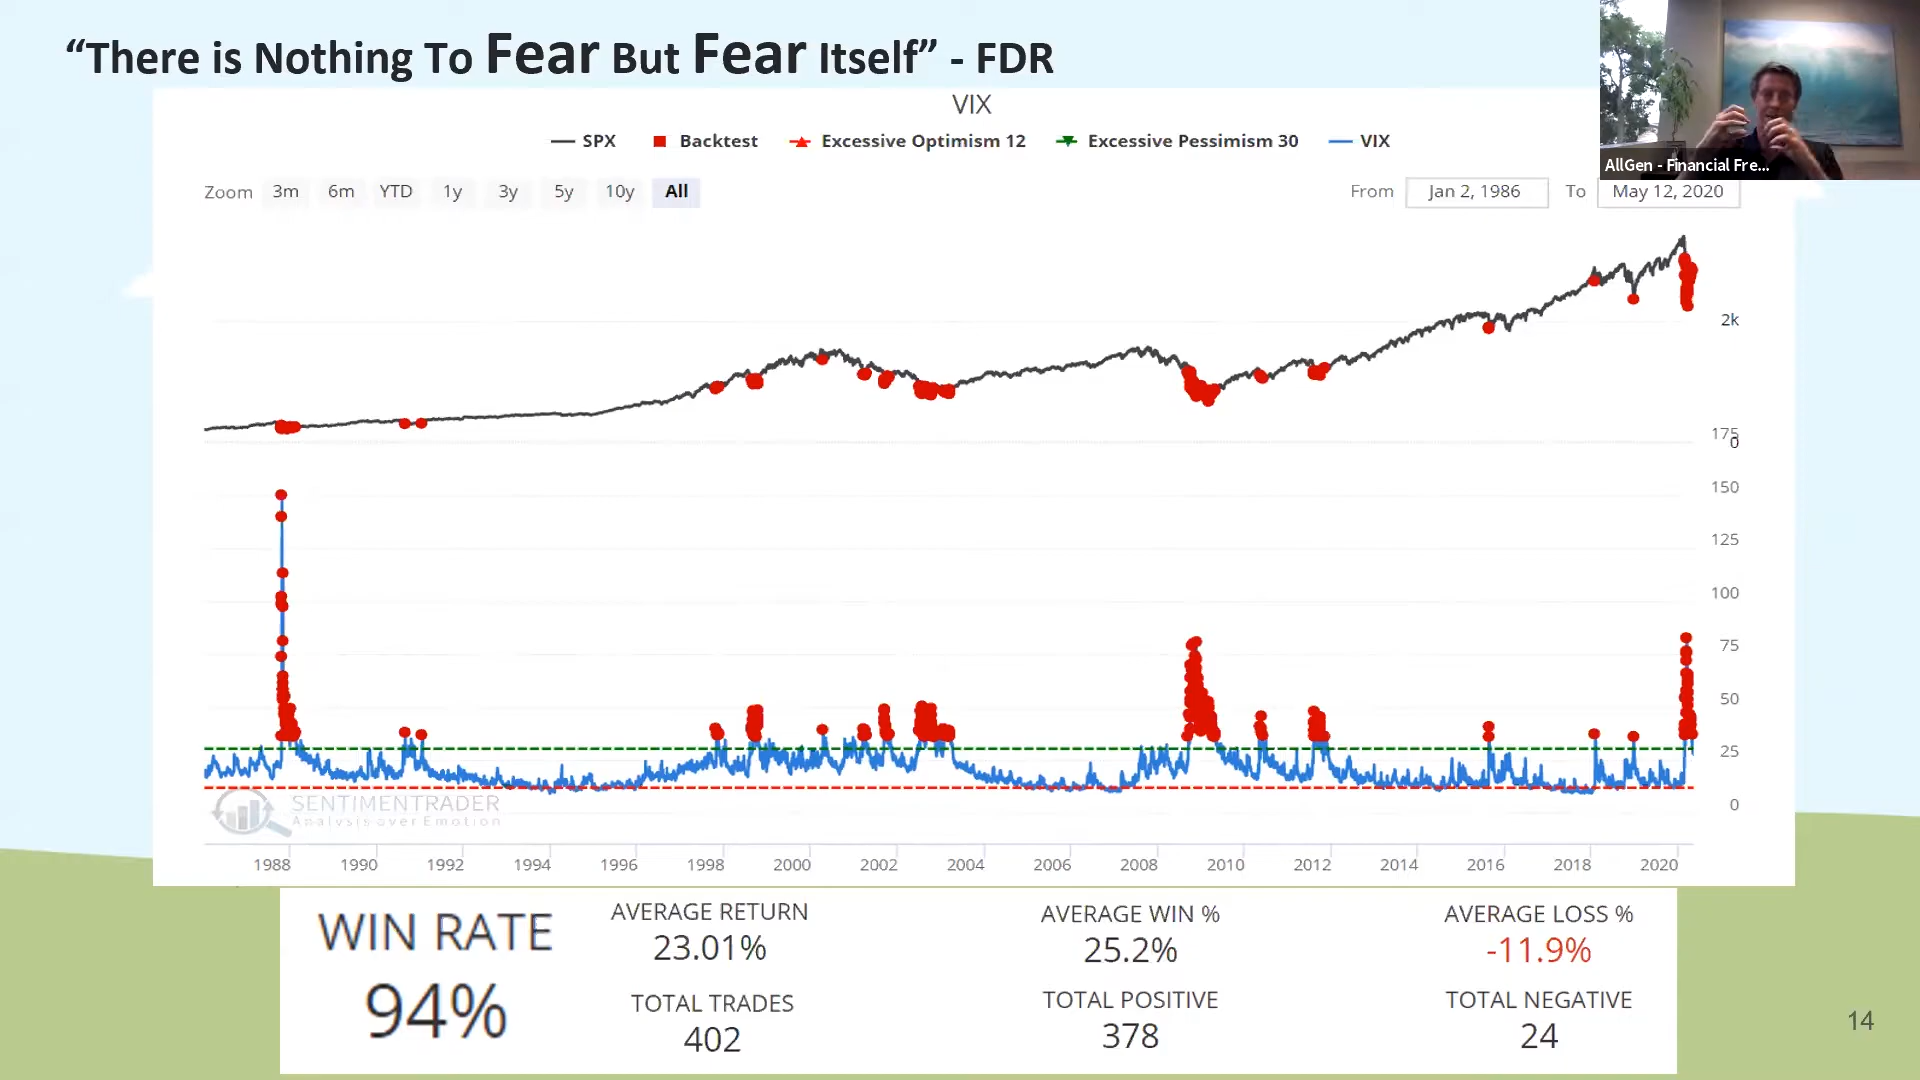 “There is Nothing To Fear But Fear Itself” - FDR
AllGen - Financial Fre...
VIX
SPX Backtest Excessive Optimism 12 Excessive Pessimism 30 VIX
Zoom 3m 6m YTD 1y 3y 5y 10y All
From Jan 2, 1986 To May 12, 2020
2k
175
0
150
125
100
75
50
25
0
SENTIMENTRADER
Analysis over Emotion
1988 1990 1992 1994 1996 1998 2000 2002 2004 2006 2008 2010 2012 2014 2016 2018 2020
WIN RATE
94%
AVERAGE RETURN
23.01%
TOTAL TRADES
402
AVERAGE WIN %
25.2%
TOTAL POSITIVE
378
AVERAGE LOSS %
-11.9%
TOTAL NEGATIVE
24
14